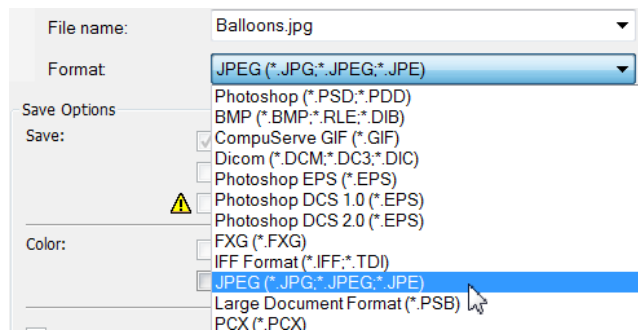 File name: Balloons.jpg
Format: JPEG (*.JPG;*.JPEG;*.JPE)
Save Options
Save:
Color:
Photoshop (*.PSD;*.PDD)
BMP (*.BMP;*.RLE;*.DIB)
CompuServe GIF (*.GIF)
Dicom (*.DCM;*.DC3;*.DIC)
Photoshop EPS (*.EPS)
Photoshop DCS 1.0 (*.EPS)
Photoshop DCS 2.0 (*.EPS)
FXG (*.FXG)
IFF Format (*.IFF;*.TDI)
JPEG (*.JPG;*.JPEG;*.JPE)
Large Document Format (*.PSB)
PCX (*.PCX)